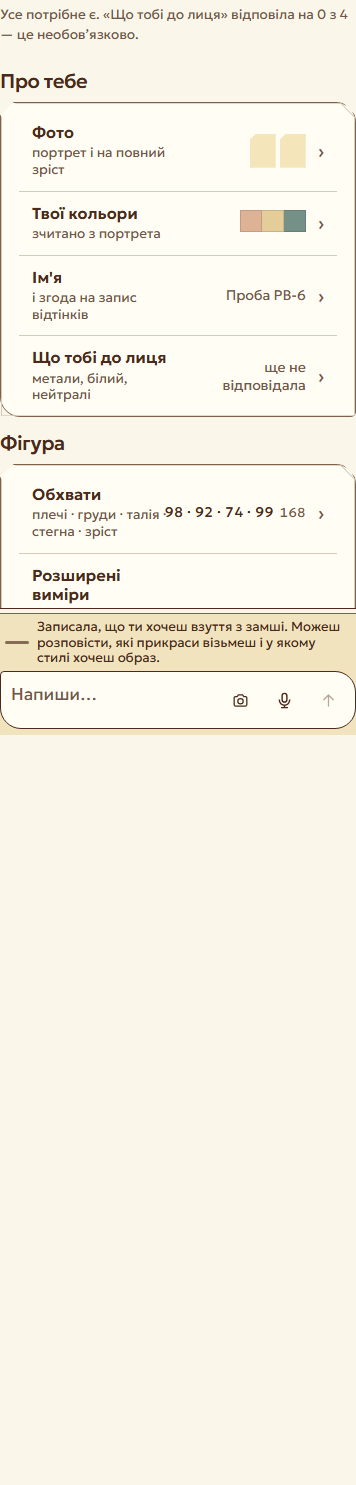 Усе потрібне є. «Що тобі до лиця» відповіла на 0 з 4
— це необов’язково.
Про тебе
Фото
портрет і на повний
зріст
Твої кольори
зчитано з портрета
Ім'я
і згода на запис
відтінків
Проба РВ-6
Що тобі до лиця
метали, білий,
нейтралі
ще не
відповідала
Фігура
Обхвати
плечі · груди · талія ·
стегна · зріст
98 · 92 · 74 · 99 168
Розширені
виміри
Записала, що ти хочеш взуття з замші. Можеш
розповісти, які прикраси візьмеш і у якому
стилі хочеш образ.
Напиши…